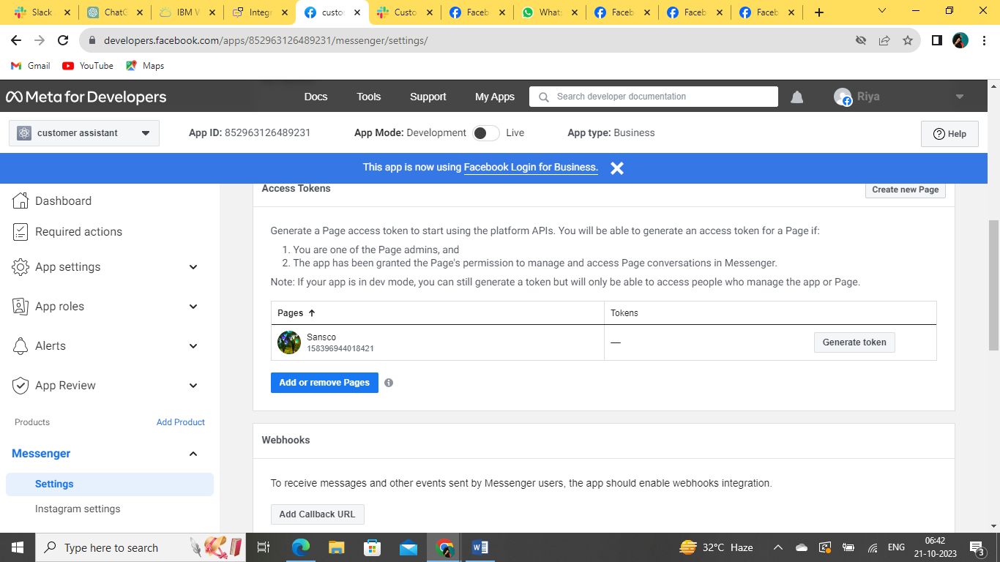 Slack
ChatG
IBM W
Integr
custo
Custo
Faceb
Whats
Faceb
Faceb
Faceb
developers.facebook.com/apps/852963126489231/messenger/settings/
Gmail
YouTube
Maps
Meta for Developers
Docs
Tools
Support
My Apps
Search developer documentation
Riya
customer assistant
App ID: 852963126489231
App Mode: Development
Live
App type: Business
Help
This app is now using Facebook Login for Business.
Dashboard
Required actions
App settings
App roles
Alerts
App Review
Products
Add Product
Messenger
Settings
Instagram settings
Access Tokens
Create new Page
Generate a Page access token to start using the platform APIs. You will be able to generate an access token for a Page if:
1. You are one of the Page admins, and
2. The app has been granted the Page's permission to manage and access Page conversations in Messenger.
Note: If your app is in dev mode, you can still generate a token but will only be able to access people who manage the app or Page.
Pages
Tokens
Sansco
158396944018421
—
Generate token
Add or remove Pages
Webhooks
To receive messages and other events sent by Messenger users, the app should enable webhooks integration.
Add Callback URL
Type here to search
32°C Haze
ENG
06:42
21-10-2023
3